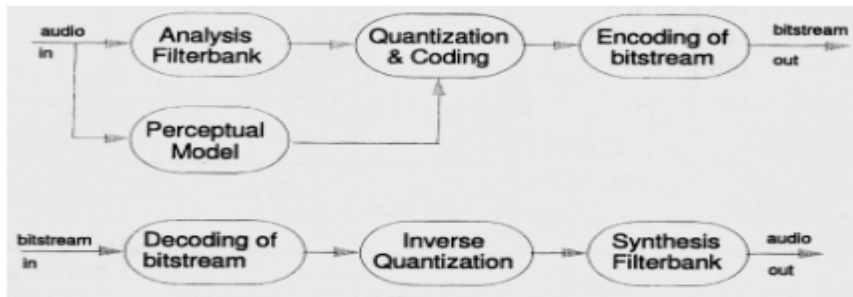 audio
in
Analysis
Filterbank
Quantization
& Coding
Encoding of
bitstream
bitstream
out
Perceptual
Model
bitstream
in
Decoding of
bitstream
Inverse
Quantization
Synthesis
Filterbank
audio
out